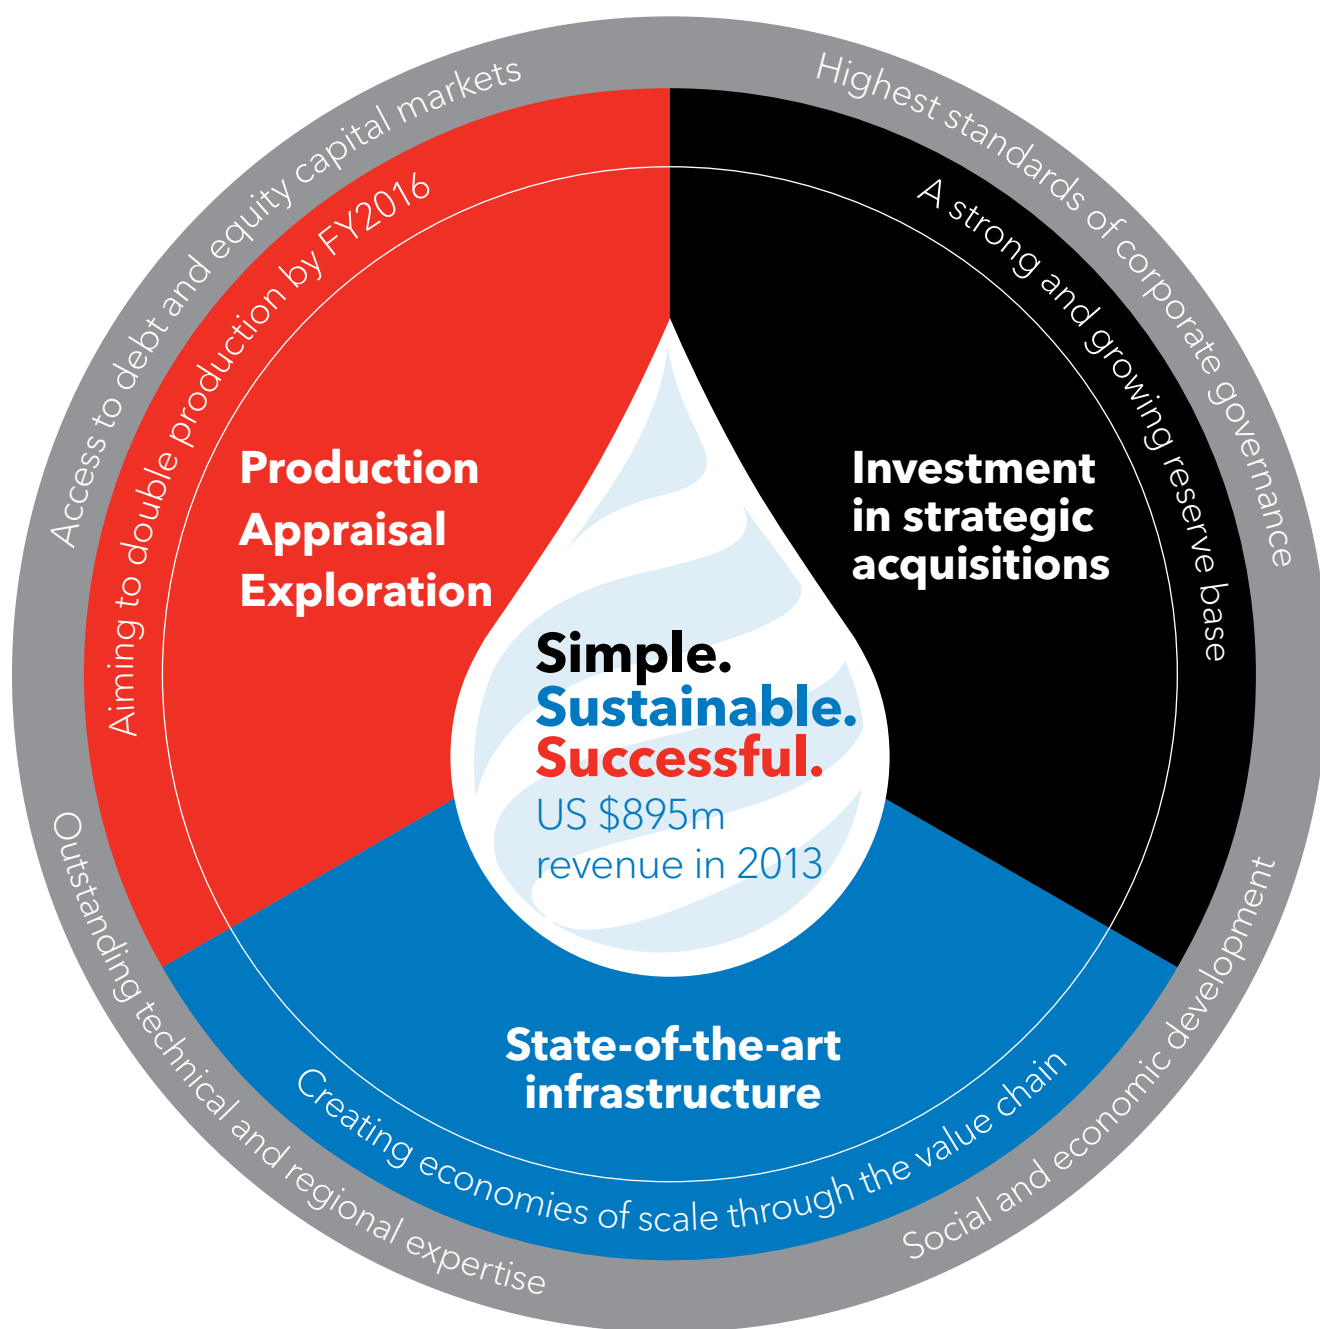 Access to debt and equity capital markets
Highest standards of corporate governance
Aiming to double production by FY2016
A strong and growing reserve base
Production
Appraisal
Exploration
Investment
in strategic
acquisitions
Simple.
Sustainable.
Successful.
US $895m
revenue in 2013
State-of-the-art
infrastructure
Creating economies of scale through the value chain
Outstanding technical and regional expertise
Social and economic development